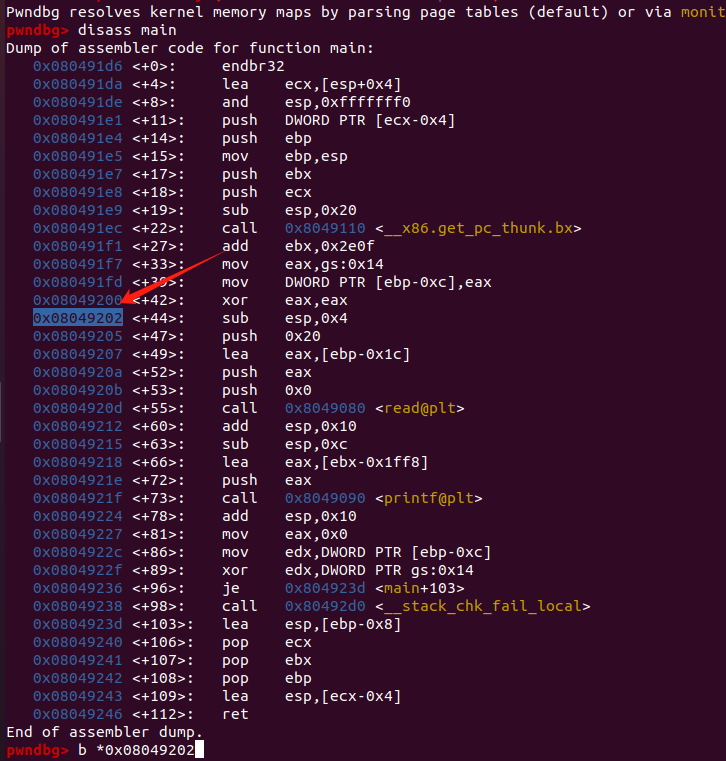 Pwndbg resolves kernel memory maps by parsing page tables (default) or via monit
pwndbg> disass main
Dump of assembler code for function main:
   0x080491d6 <+0>:     endbr32
   0x080491da <+4>:     lea    ecx,[esp+0x4]
   0x080491de <+8>:     and    esp,0xfffffff0
   0x080491e1 <+11>:    push   DWORD PTR [ecx-0x4]
   0x080491e4 <+14>:    push   ebp
   0x080491e5 <+15>:    mov    ebp,esp
   0x080491e7 <+17>:    push   ebx
   0x080491e8 <+18>:    push   ecx
   0x080491e9 <+19>:    sub    esp,0x20
   0x080491ec <+22>:    call   0x8049110 <__x86.get_pc_thunk.bx>
   0x080491f1 <+27>:    add    ebx,0x2e0f
   0x080491f7 <+33>:    mov    eax,gs:0x14
   0x080491fd <+39>:    mov    DWORD PTR [ebp-0xc],eax
   0x08049200 <+42>:    xor    eax,eax
   0x08049202 <+44>:    sub    esp,0x4
   0x08049205 <+47>:    push   0x20
   0x08049207 <+49>:    lea    eax,[ebp-0x1c]
   0x0804920a <+52>:    push   eax
   0x0804920b <+53>:    push   0x0
   0x0804920d <+55>:    call   0x8049080 <read@plt>
   0x08049212 <+60>:    add    esp,0x10
   0x08049215 <+63>:    sub    esp,0xc
   0x08049218 <+66>:    lea    eax,[ebx-0x1ff8]
   0x0804921e <+72>:    push   eax
   0x0804921f <+73>:    call   0x8049090 <printf@plt>
   0x08049224 <+78>:    add    esp,0x10
   0x08049227 <+81>:    mov    eax,0x0
   0x0804922c <+86>:    mov    edx,DWORD PTR [ebp-0xc]
   0x0804922f <+89>:    xor    edx,DWORD PTR gs:0x14
   0x08049236 <+96>:    je     0x804923d <main+103>
   0x08049238 <+98>:    call   0x80492d0 <__stack_chk_fail_local>
   0x0804923d <+103>:   lea    esp,[ebp-0x8]
   0x08049240 <+106>:   pop    ecx
   0x08049241 <+107>:   pop    ebx
   0x08049242 <+108>:   pop    ebp
   0x08049243 <+109>:   lea    esp,[ecx-0x4]
   0x08049246 <+112>:   ret
End of assembler dump.
pwndbg> b *0x08049202